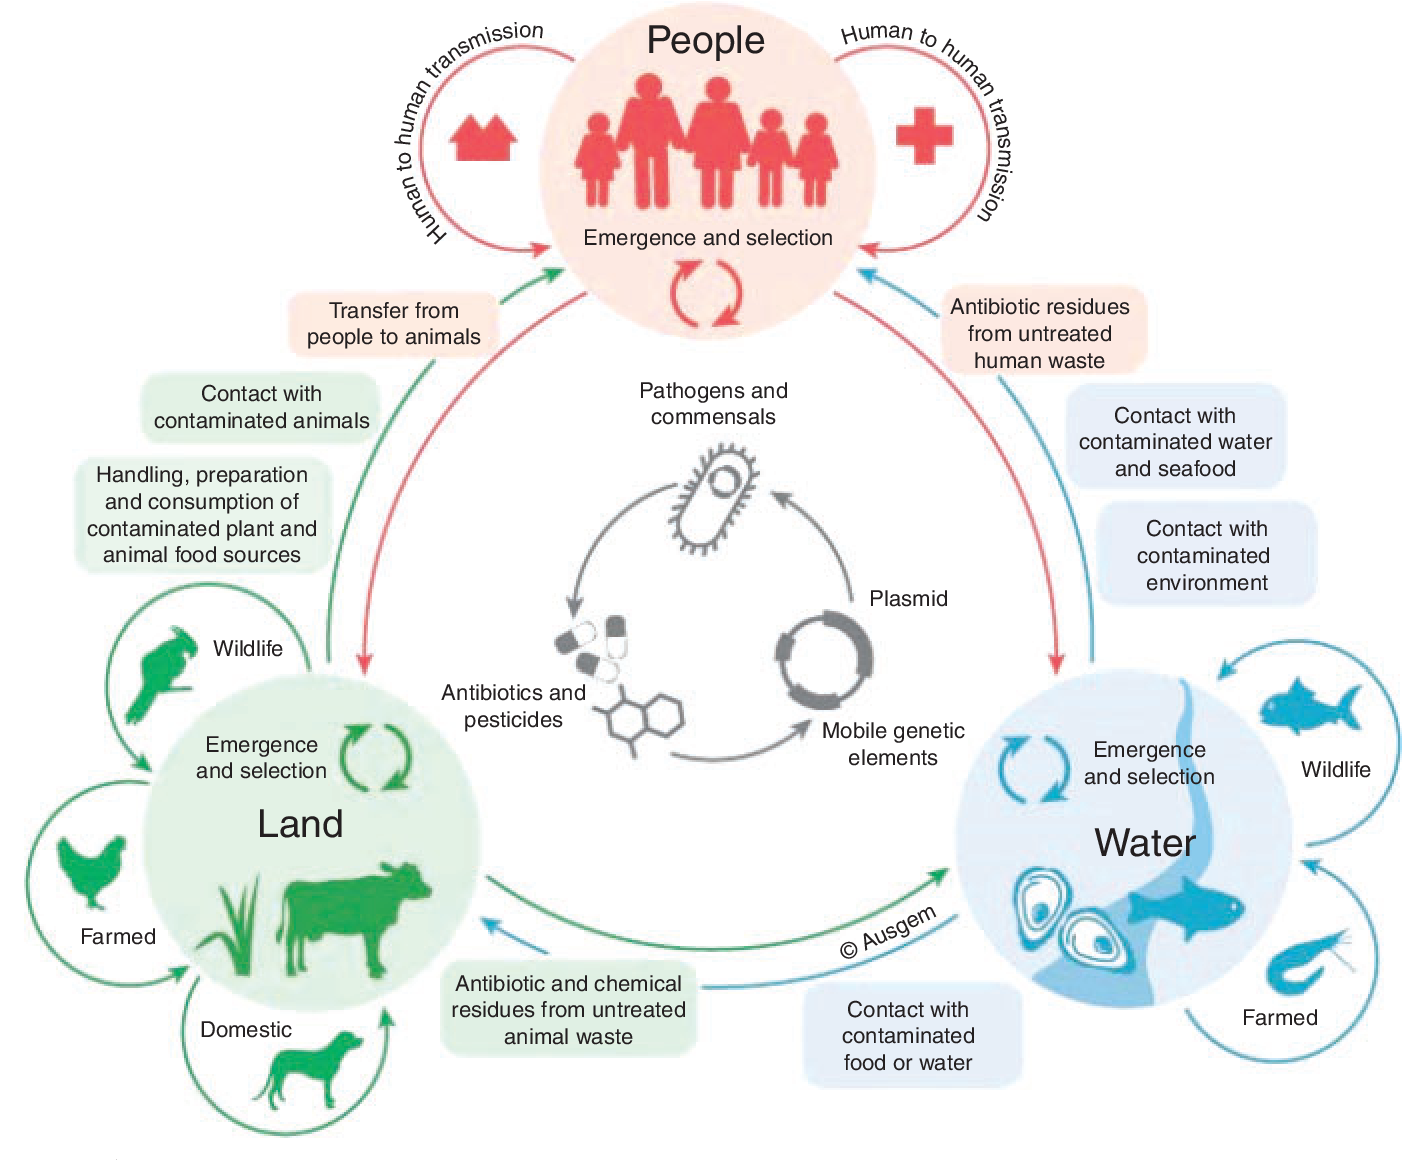 Human to human transmission
People
Human to human transmission
Emergence and selection
Transfer from
people to animals
Antibiotic residues
from untreated
human waste
Contact with
contaminated animals
Pathogens and
commensals
Contact with
contaminated water
and seafood
Handling, preparation
and consumption of
contaminated plant and
animal food sources
Contact with
contaminated
environment
Plasmid
Wildlife
Antibiotics and
pesticides
Mobile genetic
elements
Emergence
and selection
Land
Emergence
and selection
Water
Wildlife
Farmed
© Ausgem
Antibiotic and chemical
residues from untreated
animal waste
Contact with
contaminated
food or water
Farmed
Domestic